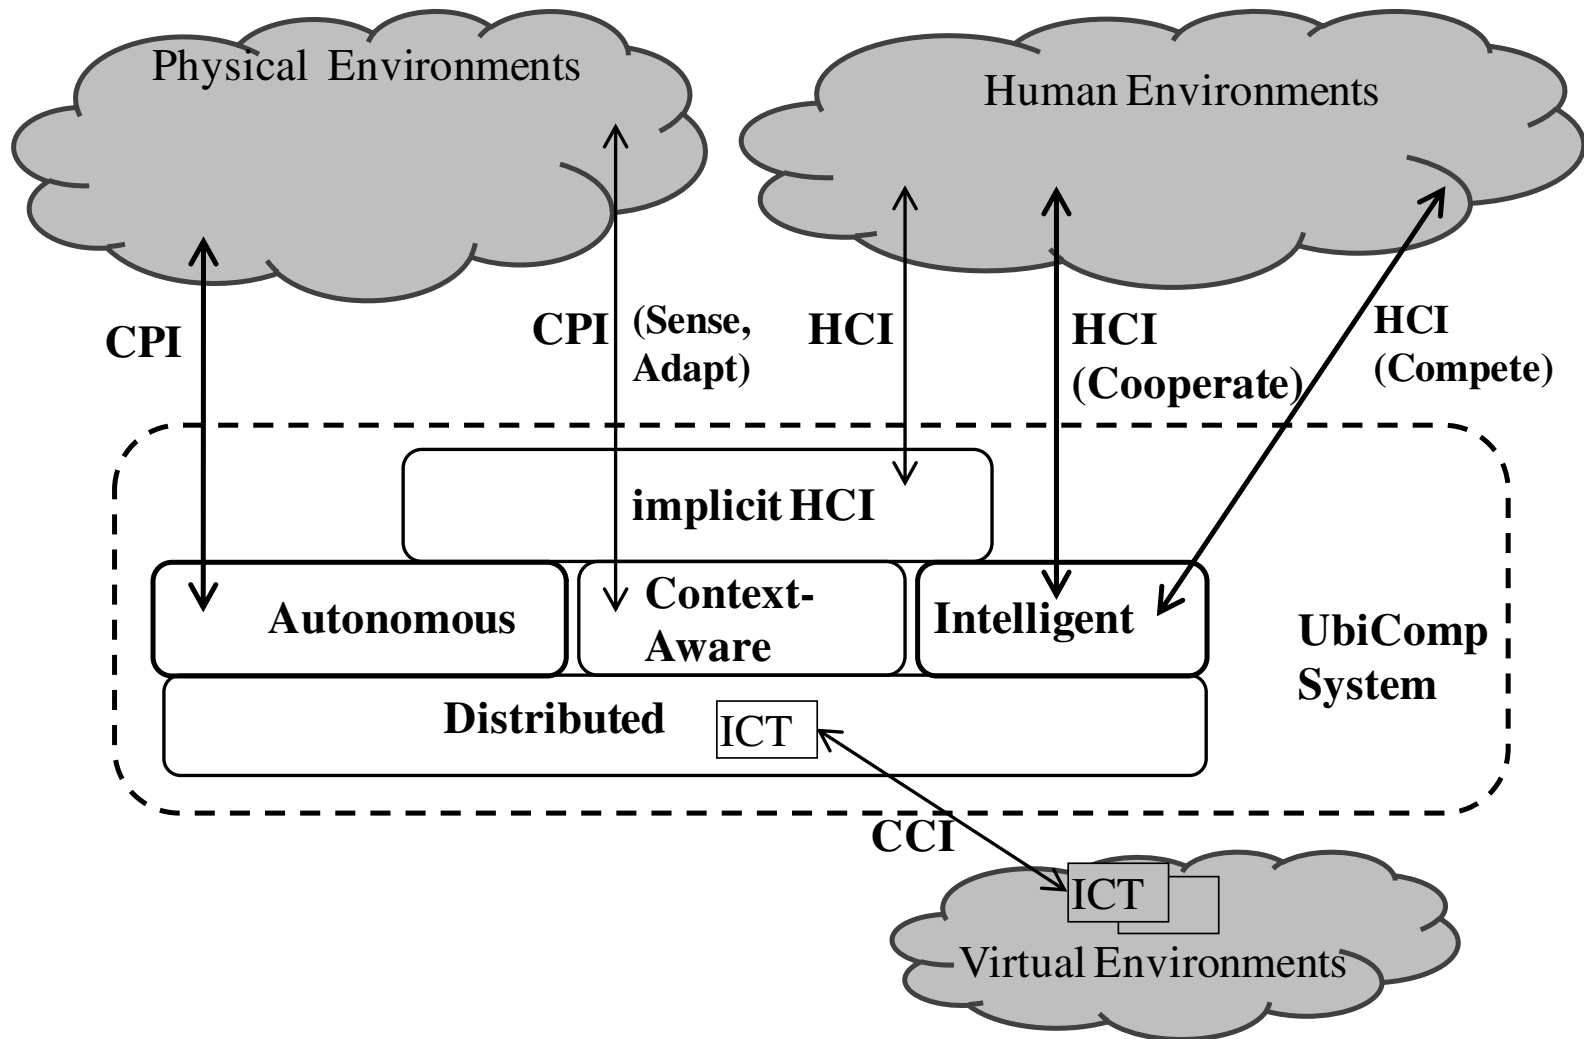 Physical Environments
Human Environments
CPI
CPI
(Sense,
Adapt)
HCI
HCI
(Cooperate)
HCI
(Compete)
implicit HCI
Autonomous
Context-
Aware
Intelligent
UbiComp
System
Distributed
ICT
CCI
ICT
Virtual Environments